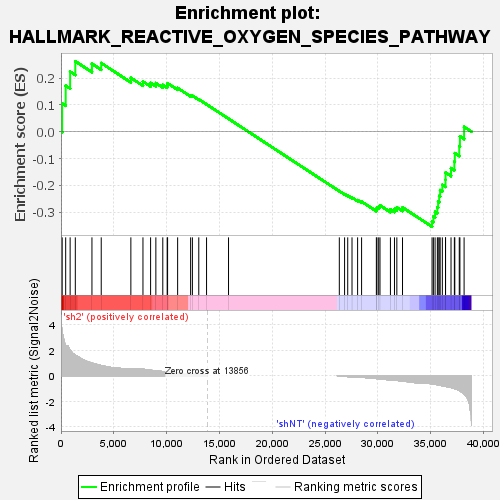 Enrichment plot:
HALLMARK_REACTIVE_OXYGEN_SPECIES_PATHWAY
Enrichment score (ES)
0.2
0.1
0.0
-0.1
-0.2
-0.3
'sh2' (positively correlated)
Ranked list metric (Signal2Noise)
4
2
0
-2
-4
Zero cross at 13856
'shNT' (negatively correlated)
0
5,000
10,000
15,000
20,000
25,000
30,000
35,000
40,000
Rank in Ordered Dataset
Enrichment profile
Hits
Ranking metric scores